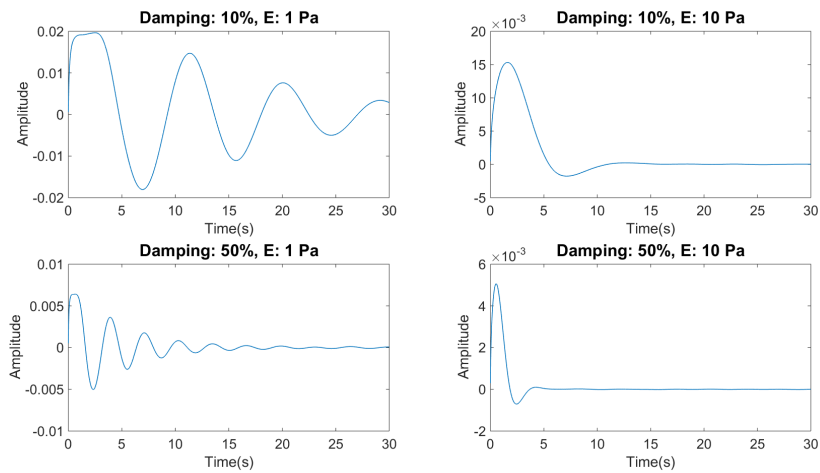 Damping: 10%, E: 1 Pa
0.02
0.01
0
-0.01
-0.02
Amplitude
0 5 10 15 20 25 30
Time(s)
Damping: 10%, E: 10 Pa
×10⁻³
20
15
10
5
0
-5
Amplitude
0 5 10 15 20 25 30
Time(s)
Damping: 50%, E: 1 Pa
0.01
0.005
0
-0.005
-0.01
Amplitude
0 5 10 15 20 25 30
Time(s)
Damping: 50%, E: 10 Pa
×10⁻³
6
4
2
0
-2
Amplitude
0 5 10 15 20 25 30
Time(s)